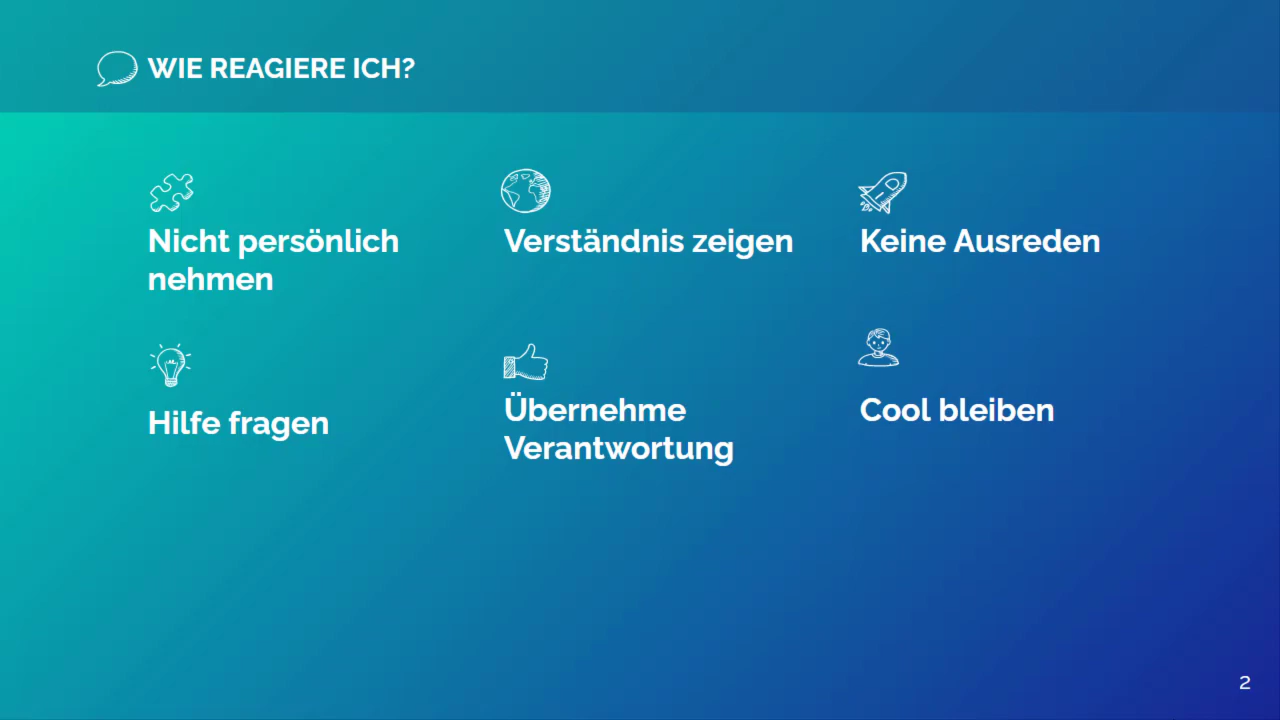 WIE REAGIERE ICH?
Nicht persönlich
nehmen
Verständnis zeigen
Keine Ausreden
Hilfe fragen
Übernehme
Verantwortung
Cool bleiben
2